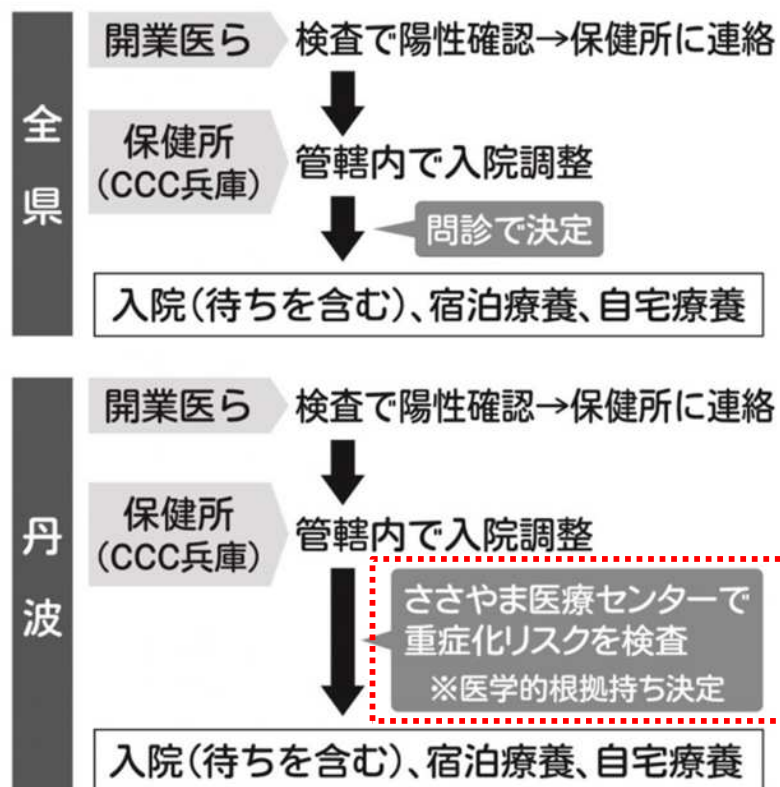 全県
開業医ら 検査で陽性確認→保健所に連絡
保健所
(CCC兵庫)
管轄内で入院調整
問診で決定
入院(待ちを含む)、宿泊療養、自宅療養
丹波
開業医ら 検査で陽性確認→保健所に連絡
保健所
(CCC兵庫)
管轄内で入院調整
ささやま医療センターで
重症化リスクを検査
※医学的根拠持ち決定
入院(待ちを含む)、宿泊療養、自宅療養